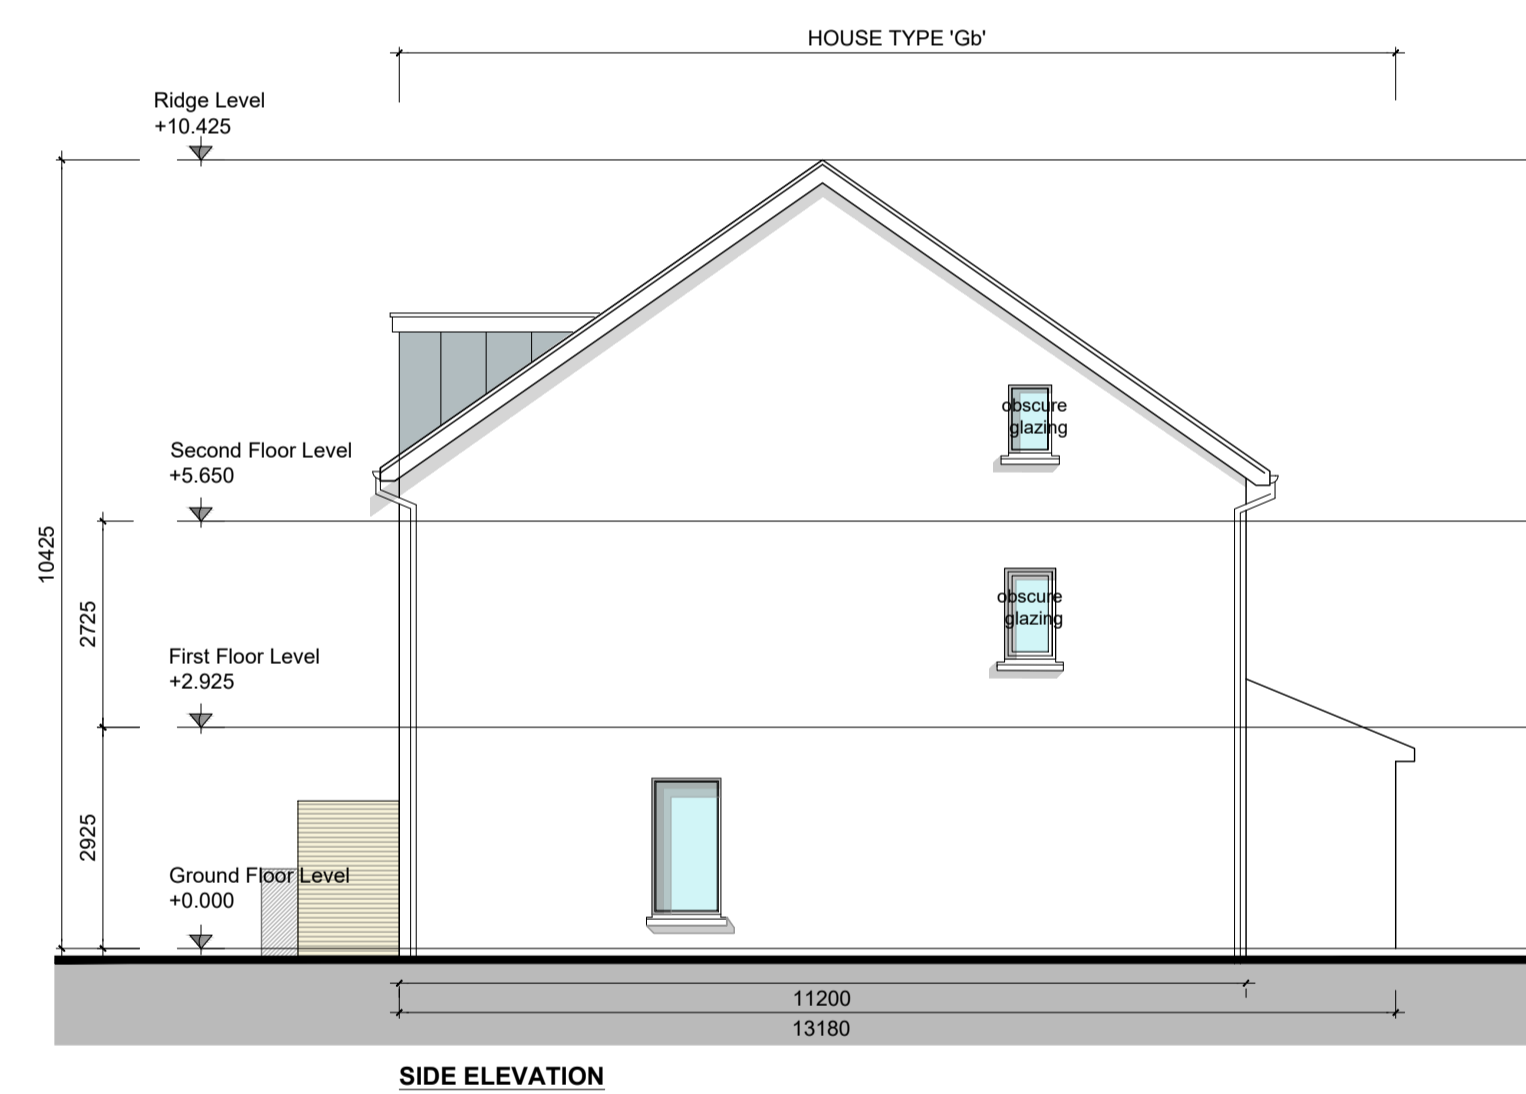 HOUSE TYPE 'Gb'
Ridge Level
+10.425
obscure
glazing
Second Floor Level
+5.650
10425
2725
obscure
glazing
First Floor Level
+2.925
2925
Ground Floor Level
+0.000
11200
13180
SIDE ELEVATION